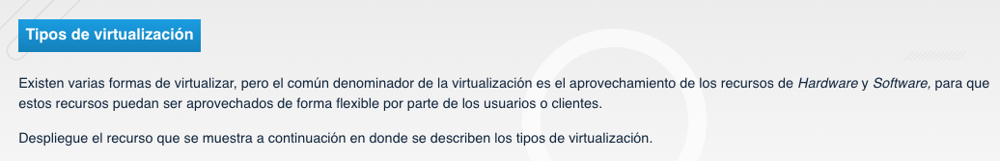 Tipos de virtualización
Existen varias formas de virtualizar, pero el común denominador de la virtualización es el aprovechamiento de los recursos de Hardware y Software, para que
estos recursos puedan ser aprovechados de forma flexible por parte de los usuarios o clientes.
Despliegue el recurso que se muestra a continuación en donde se describen los tipos de virtualización.